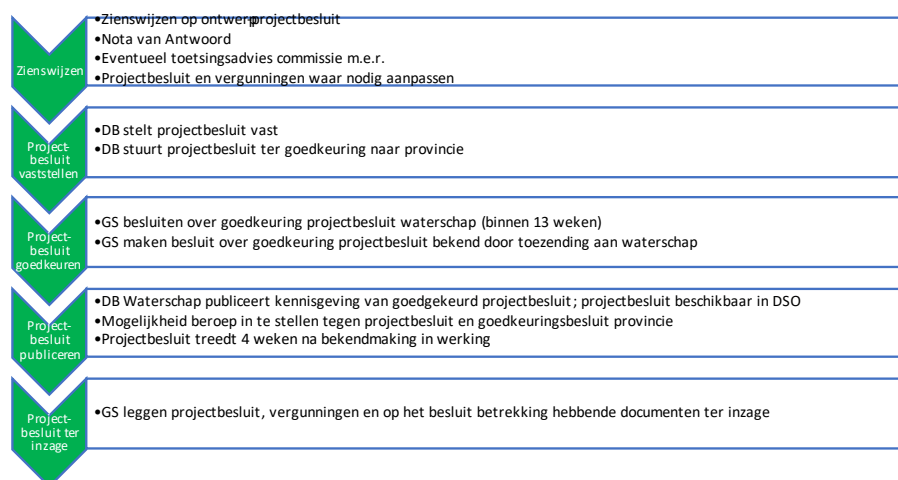 Zienswijzen
•Zienswijzen op ontwerpprojectbesluit
•Nota van Antwoord
•Eventueel toetsingsadvies commissie m.e.r.
•Projectbesluit en vergunningen waar nodig aanpassen
Project-
besluit
vaststellen
•DB stelt projectbesluit vast
•DB stuurt projectbesluit ter goedkeuring naar provincie
Project-
besluit
goedkeuren
•GS besluiten over goedkeuring projectbesluit waterschap (binnen 13 weken)
•GS maken besluit over goedkeuring projectbesluit bekend door toezending aan waterschap
Project-
besluit
publiceren
•DB Waterschap publiceert kennisgeving van goedgekeurd projectbesluit; projectbesluit beschikbaar in DSO
•Mogelijkheid beroep in te stellen tegen projectbesluit en goedkeuringsbesluit provincie
•Projectbesluit treedt 4 weken na bekendmaking in werking
Project-
besluit ter
inzage
•GS leggen projectbesluit, vergunningen en op het besluit betrekking hebbende documenten ter inzage